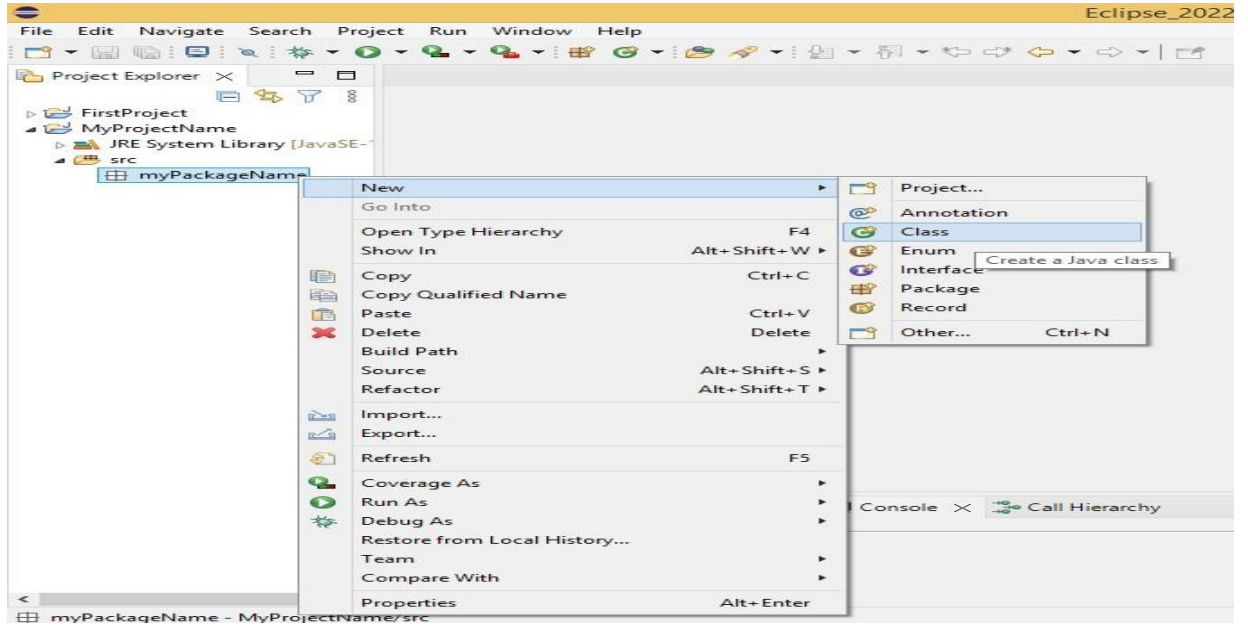 Eclipse_2022
File Edit Navigate Search Project Run Window Help
Project Explorer
FirstProject
MyProjectName
JRE System Library [JavaSE-
src
myPackageName
New
Go Into
Open Type Hierarchy F4
Show In Alt+Shift+W
Copy Ctrl+C
Copy Qualified Name
Paste Ctrl+V
Delete Delete
Build Path
Source Alt+Shift+S
Refactor Alt+Shift+T
Import...
Export...
Refresh F5
Coverage As
Run As
Debug As
Restore from Local History...
Team
Compare With
Properties Alt+Enter
Project...
Annotation
Class
Enum
Create a Java class
Interface
Package
Record
Other... Ctrl+N
Console Call Hierarchy
myPackageName - MyProjectName/src